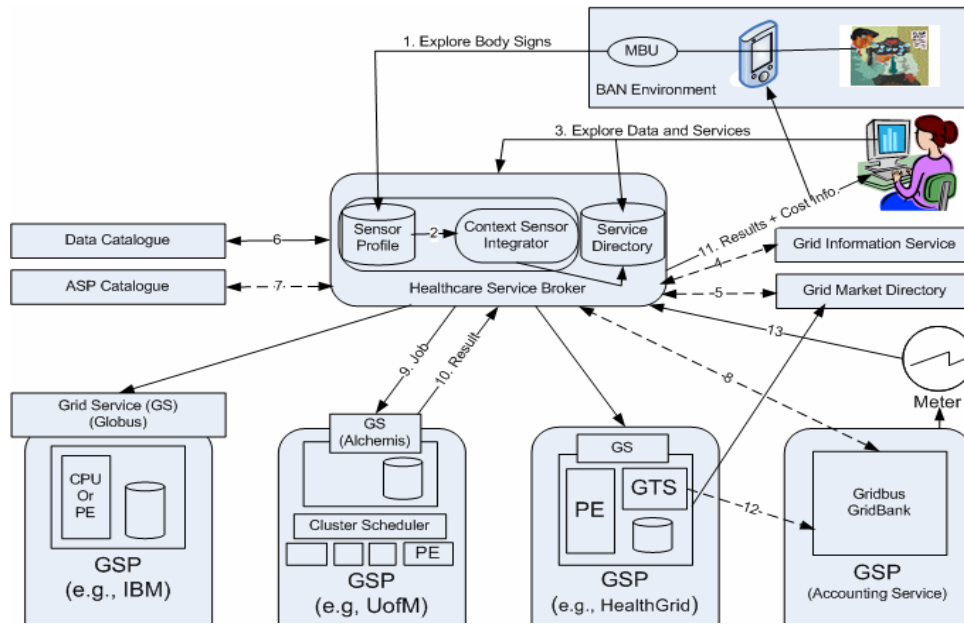 1. Explore Body Signs
MBU
BAN Environment
3. Explore Data and Services
Sensor
Profile
2
Context Sensor
Integrator
Service
Directory
Healthcare Service Broker
Data Catalogue
6
ASP Catalogue
7
11. Results + Cost Info.
4
Grid Information Service
5
Grid Market Directory
13
8
Meter
9. Job
10. Result
Grid Service (GS)
(Globus)
CPU
Or
PE
GSP
(e.g., IBM)
GS
(Alchemis)
Cluster Scheduler
PE
GSP
(e.g, UofM)
GS
PE
GTS
GSP
(e.g., HealthGrid)
12
Gridbus
GridBank
GSP
(Accounting Service)